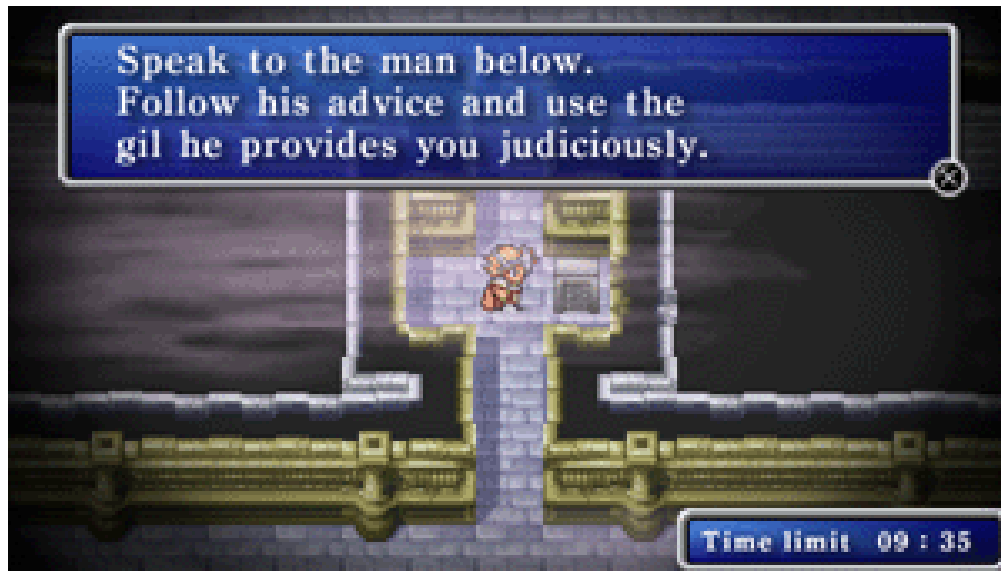 Speak to the man below.
Follow his advice and use the
gil he provides you judiciously.
Time limit 09 : 35